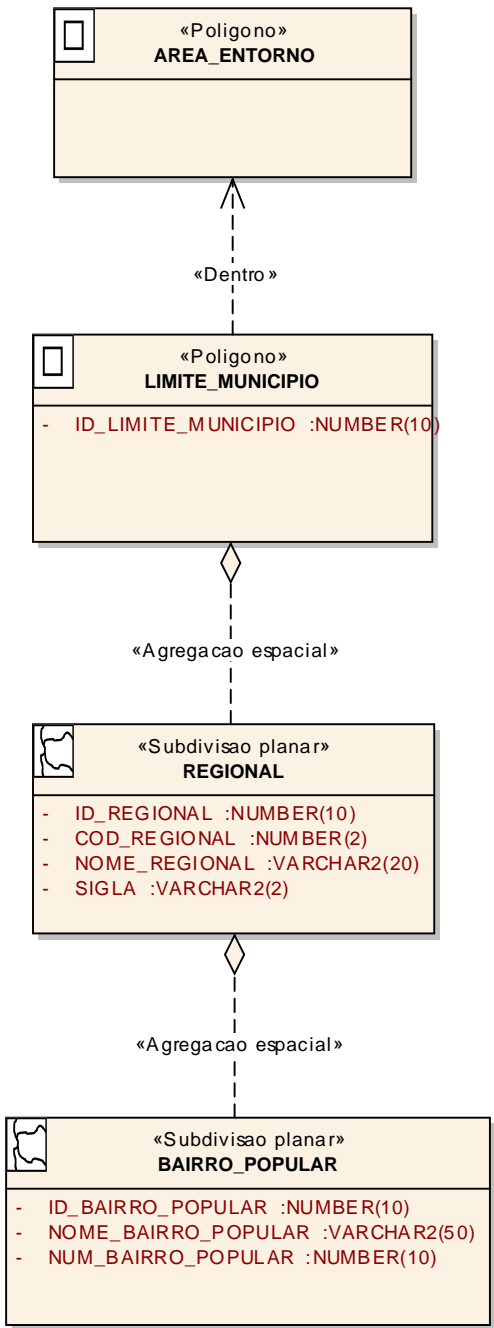 «Poligono»
AREA_ENTORNO
«Dentro»
«Poligono»
LIMITE_MUNICIPIO
- ID_LIMITE_MUNICIPIO :NUMBER(10)
«Agregacao espacial»
«Subdivisao planar»
REGIONAL
- ID_REGIONAL :NUMBER(10)
- COD_REGIONAL :NUMBER(2)
- NOME_REGIONAL :VARCHAR2(20)
- SIGLA :VARCHAR2(2)
«Agregacao espacial»
«Subdivisao planar»
BAIRRO_POPULAR
- ID_BAIRRO_POPULAR :NUMBER(10)
- NOME_BAIRRO_POPULAR :VARCHAR2(50)
- NUM_BAIRRO_POPULAR :NUMBER(10)